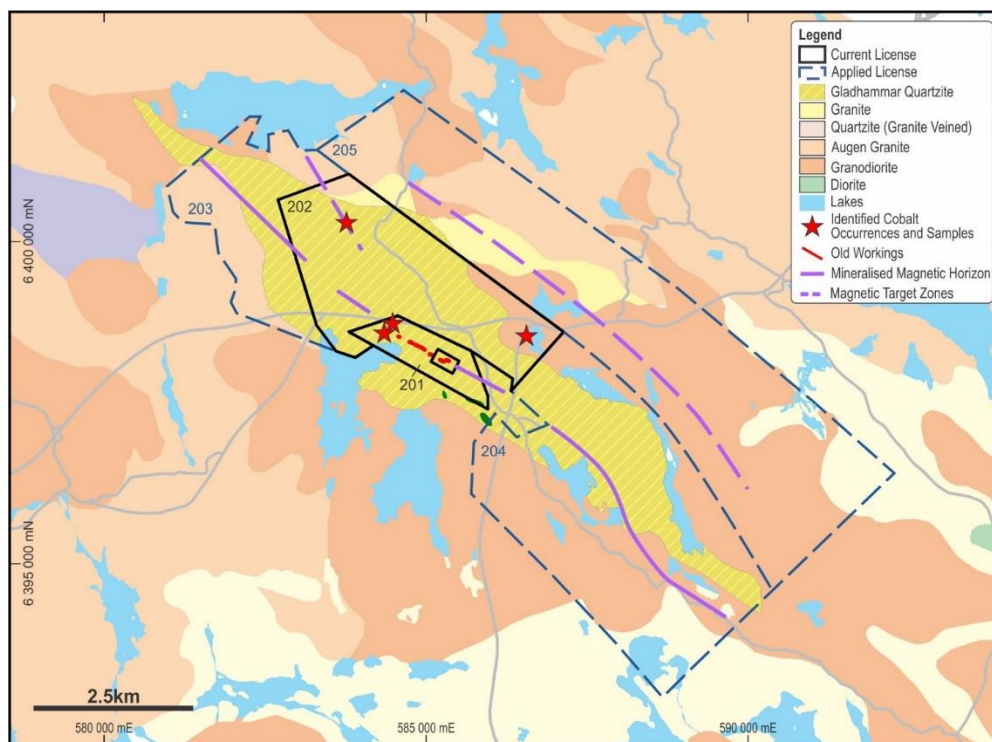 Legend
Current License
Applied License
Gladhammar Quartzite
Granite
Quartzite (Granite Veined)
Augen Granite
Granodiorite
Diorite
Lakes
Identified Cobalt
Occurrences and Samples
Old Workings
Mineralised Magnetic Horizon
Magnetic Target Zones
205
203
202
201
204
6 400 000 mN
6 395 000 mN
2.5km
580 000 mE
585 000 mE
590 000 mE